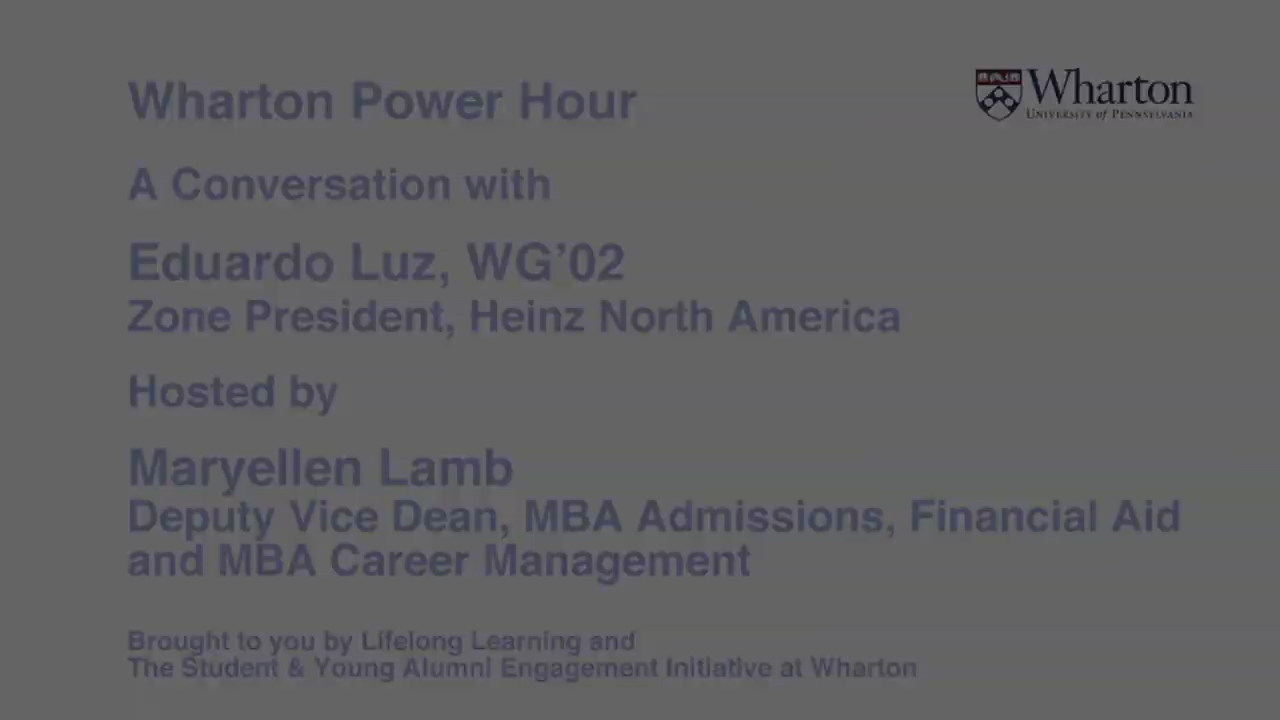 Wharton Power Hour
Wharton
UNIVERSITY of PENNSYLVANIA
A Conversation with
Eduardo Luz, WG’02
Zone President, Heinz North America
Hosted by
Maryellen Lamb
Deputy Vice Dean, MBA Admissions, Financial Aid
and MBA Career Management
Brought to you by Lifelong Learning and
The Student & Young Alumni Engagement Initiative at Wharton